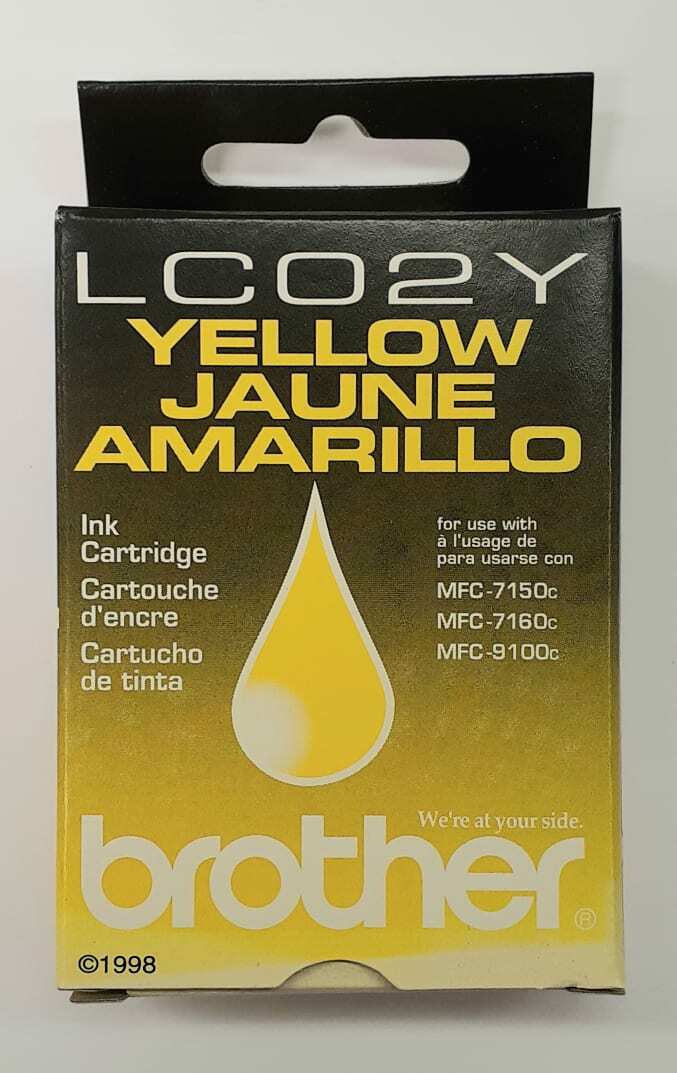 LC02Y
YELLOW
JAUNE
AMARILLO
Ink
Cartridge
Cartouche
d'encre
Cartucho
de tinta
for use with
à l'usage de
para usarse con
MFC-7150c
MFC-7160c
MFC-9100c
We're at your side.
brother®
©1998